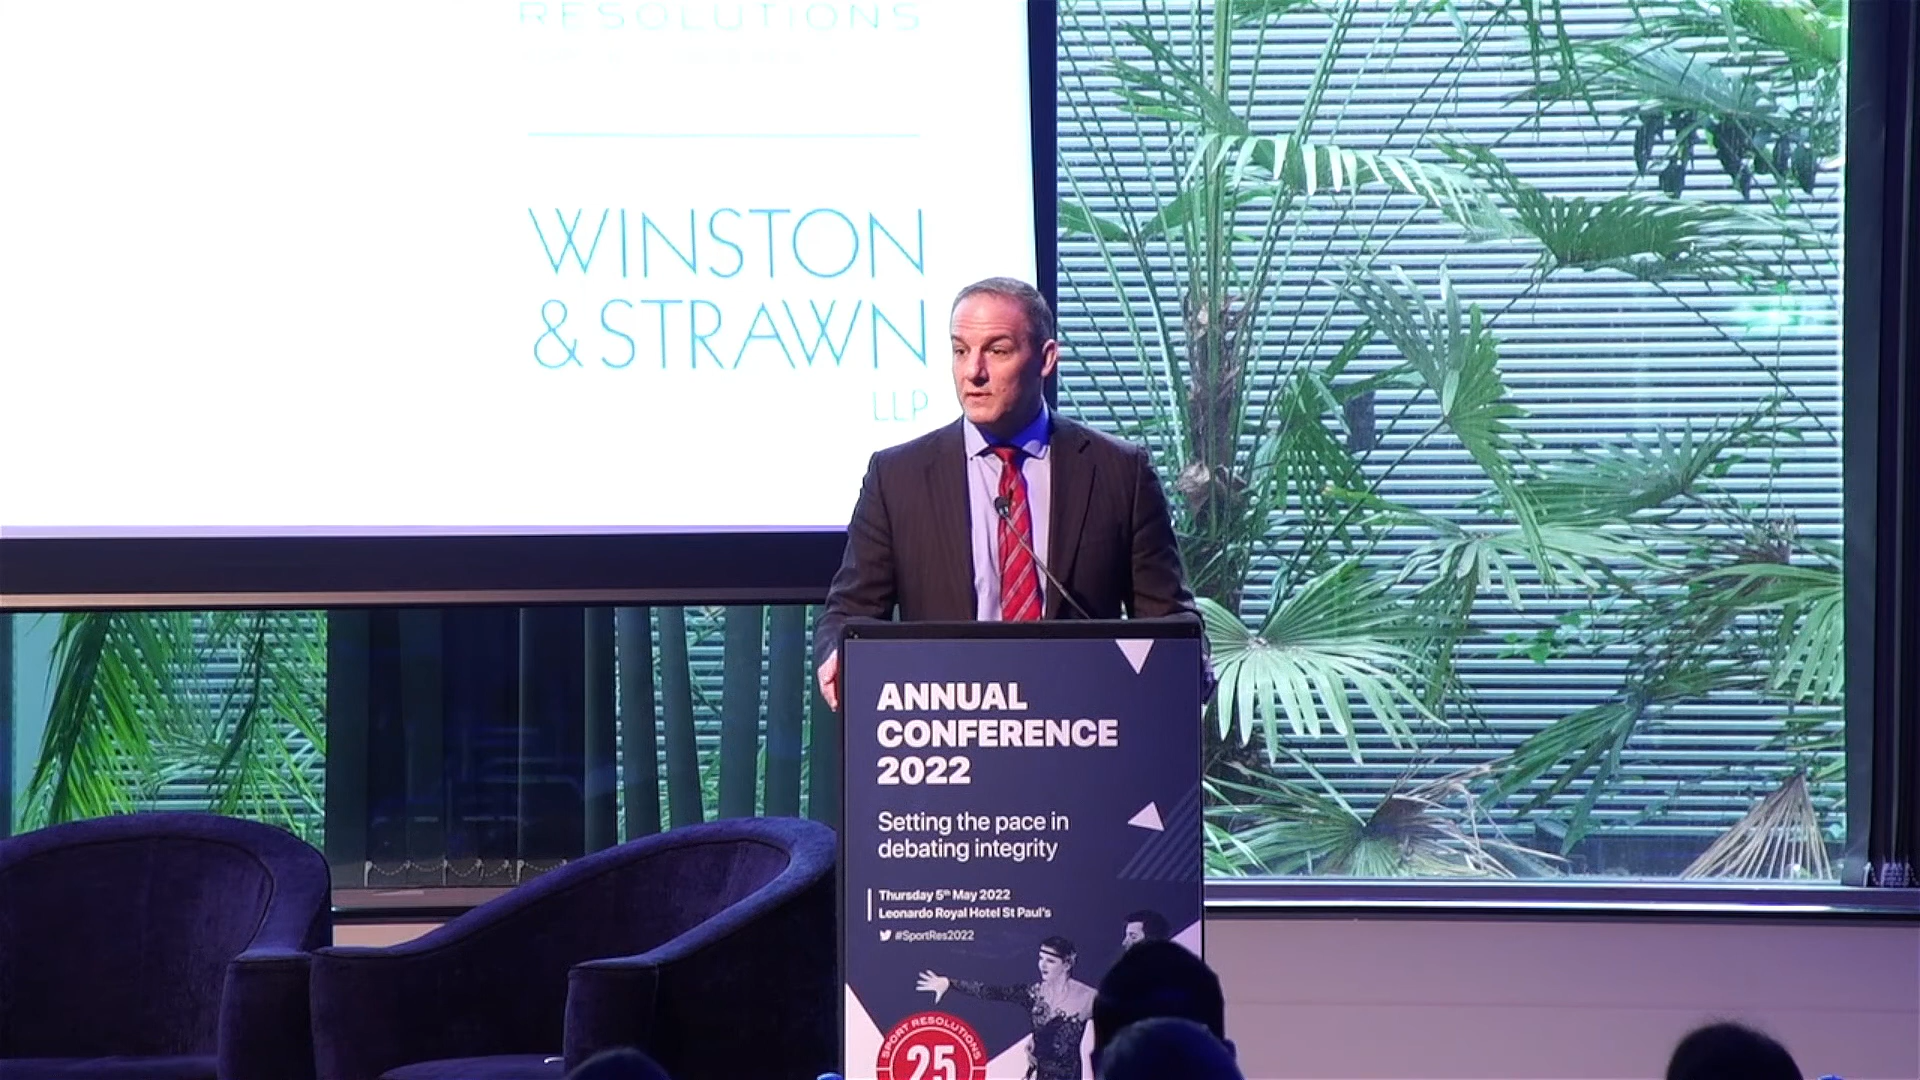 RESOLUTIONS
WINSTON
& STRAWN
LLP
ANNUAL
CONFERENCE
2022
Setting the pace in
debating integrity
Thursday 5th May 2022
Leonardo Royal Hotel St Paul's
#SportRes2022
SPORT RESOLUTIONS
25